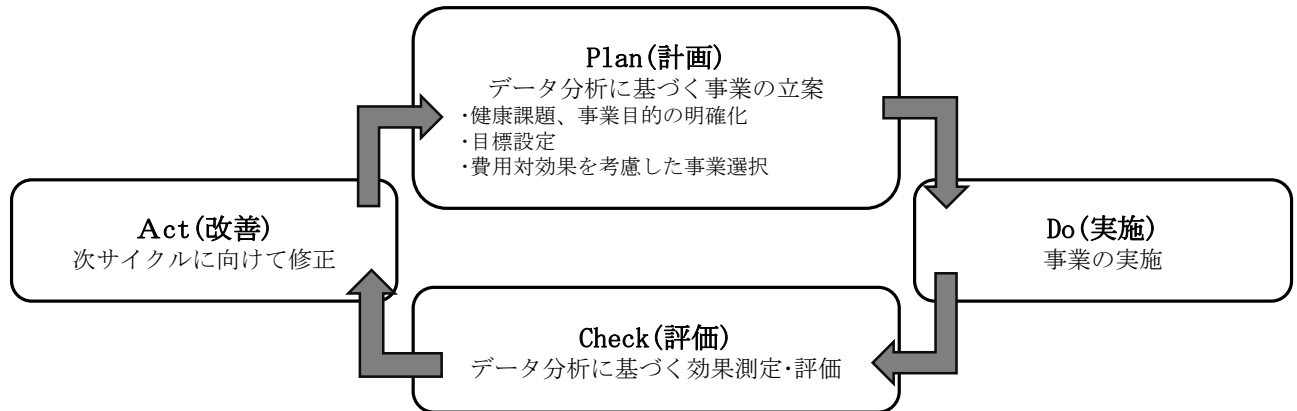 Plan(計画)
データ分析に基づく事業の立案
・健康課題、事業目的の明確化
・目標設定
・費用対効果を考慮した事業選択
Act(改善)
次サイクルに向けて修正
Do(実施)
事業の実施
Check(評価)
データ分析に基づく効果測定・評価